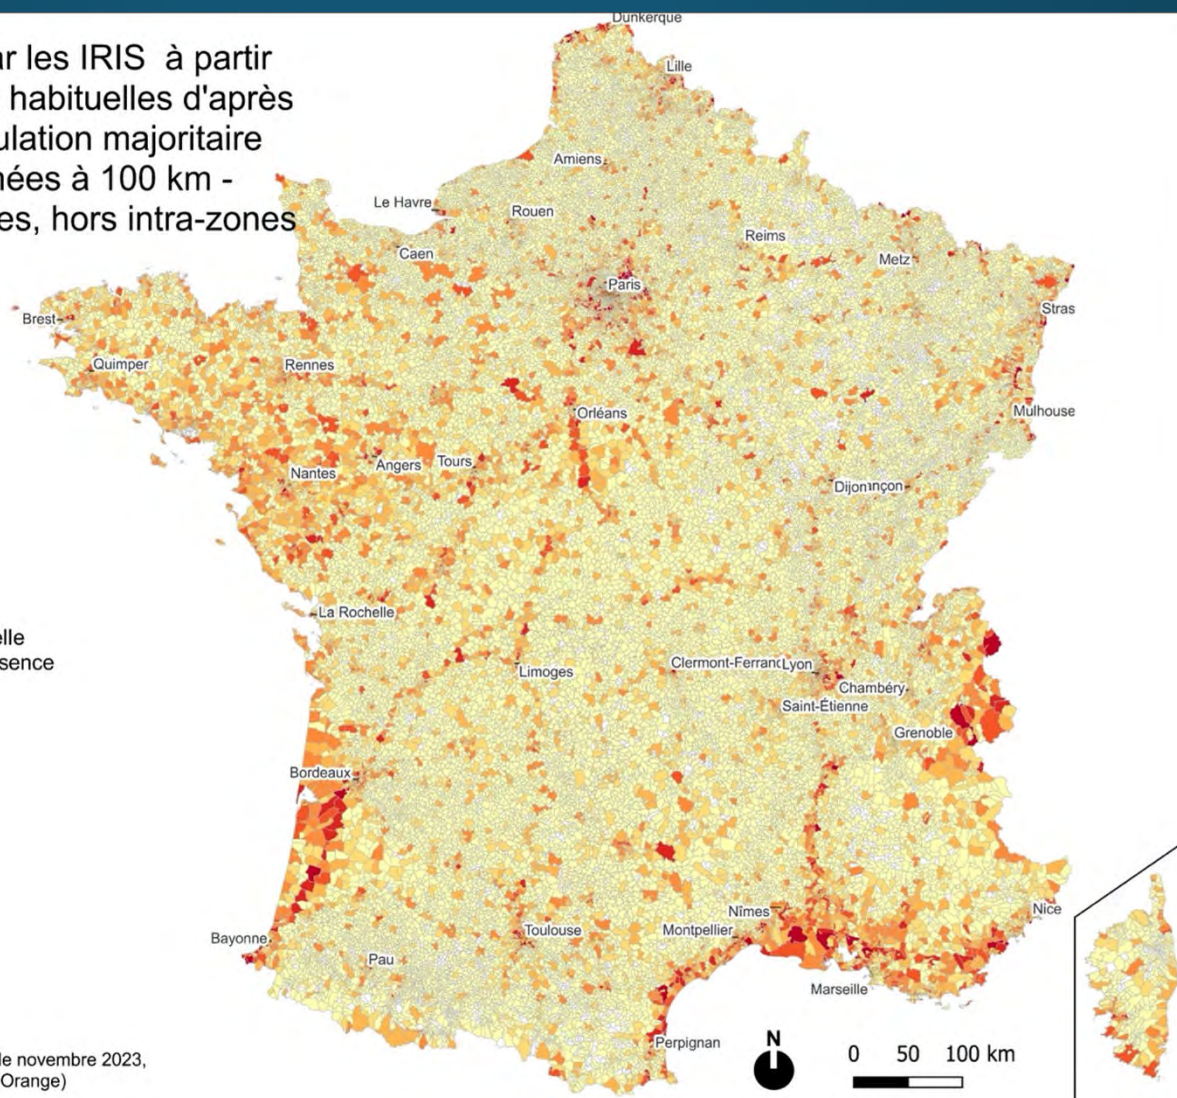 ar les IRIS à partir
habituelles d'après
ulation majoritaire
nées à 100 km -
es, hors intra-zones
Dunkerque
Lille
Amiens
Le Havre
Rouen
Caen
Reims
Metz
Paris
Stras
Brest
Quimper
Rennes
Orléans
Mulhouse
Nantes
Angers
Tours
Dijon
nçon
La Rochelle
elle
sence
Limoges
Clermont-Ferrand
Lyon
Chambéry
Saint-Étienne
Grenoble
Bordeaux
Nîmes
Nice
Bayonne
Toulouse
Montpellier
Pau
Marseille
Perpignan
N
0 50 100 km
le novembre 2023,
Orange)